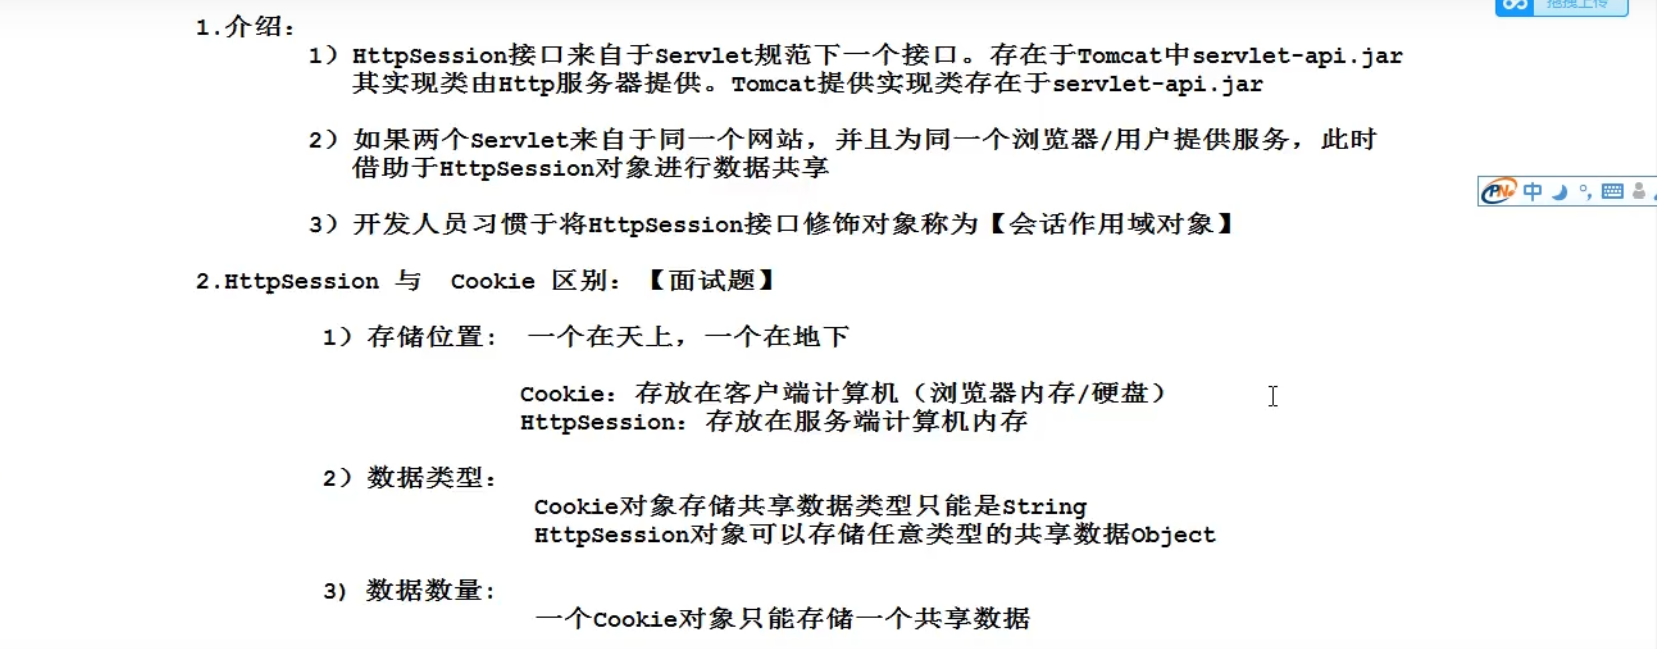 拖拽上传
1.介绍：
1）HttpSession接口来自于Servlet规范下一个接口。存在于Tomcat中servlet-api.jar
其实现类由Http服务器提供。Tomcat提供实现类存在于servlet-api.jar
2）如果两个Servlet来自于同一个网站，并且为同一个浏览器/用户提供服务，此时
借助于HttpSession对象进行数据共享
中
3）开发人员习惯于将HttpSession接口修饰对象称为【会话作用域对象】
2.HttpSession 与 Cookie 区别：【面试题】
1）存储位置： 一个在天上，一个在地下
Cookie：存放在客户端计算机（浏览器内存/硬盘）
HttpSession：存放在服务端计算机内存
2）数据类型：
Cookie对象存储共享数据类型只能是String
HttpSession对象可以存储任意类型的共享数据Object
3) 数据数量：
一个Cookie对象只能存储一个共享数据